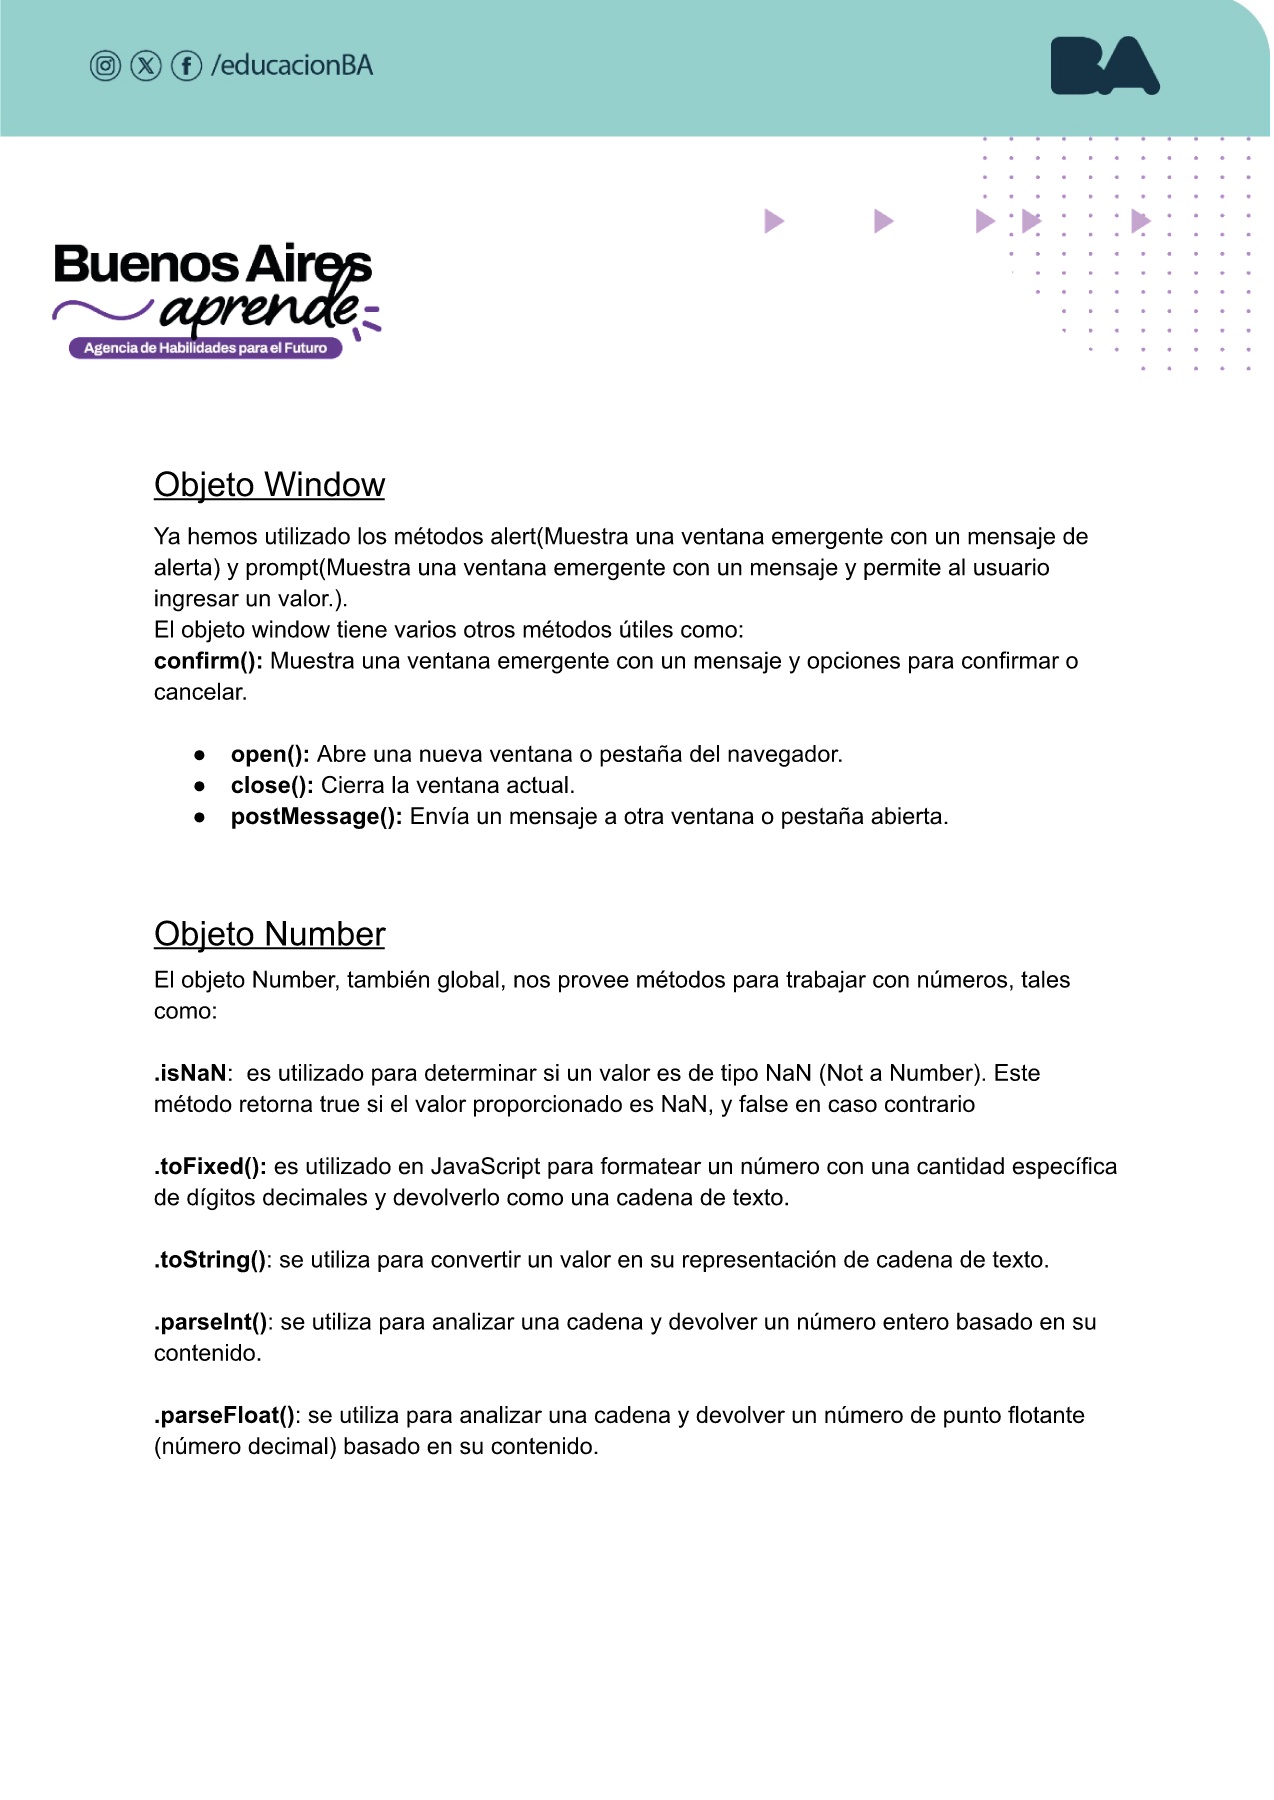 /educacionBA
BA
Buenos Aires
aprende
Agencia de Habilidades para el Futuro
Objeto Window
Ya hemos utilizado los métodos alert(Muestra una ventana emergente con un mensaje de
alerta) y prompt(Muestra una ventana emergente con un mensaje y permite al usuario
ingresar un valor.).
El objeto window tiene varios otros métodos útiles como:
confirm(): Muestra una ventana emergente con un mensaje y opciones para confirmar o
cancelar.
● open(): Abre una nueva ventana o pestaña del navegador.
● close(): Cierra la ventana actual.
● postMessage(): Envía un mensaje a otra ventana o pestaña abierta.
Objeto Number
El objeto Number, también global, nos provee métodos para trabajar con números, tales
como:
.isNaN:  es utilizado para determinar si un valor es de tipo NaN (Not a Number). Este
método retorna true si el valor proporcionado es NaN, y false en caso contrario
.toFixed(): es utilizado en JavaScript para formatear un número con una cantidad específica
de dígitos decimales y devolverlo como una cadena de texto.
.toString(): se utiliza para convertir un valor en su representación de cadena de texto.
.parseInt(): se utiliza para analizar una cadena y devolver un número entero basado en su
contenido.
.parseFloat(): se utiliza para analizar una cadena y devolver un número de punto flotante
(número decimal) basado en su contenido.